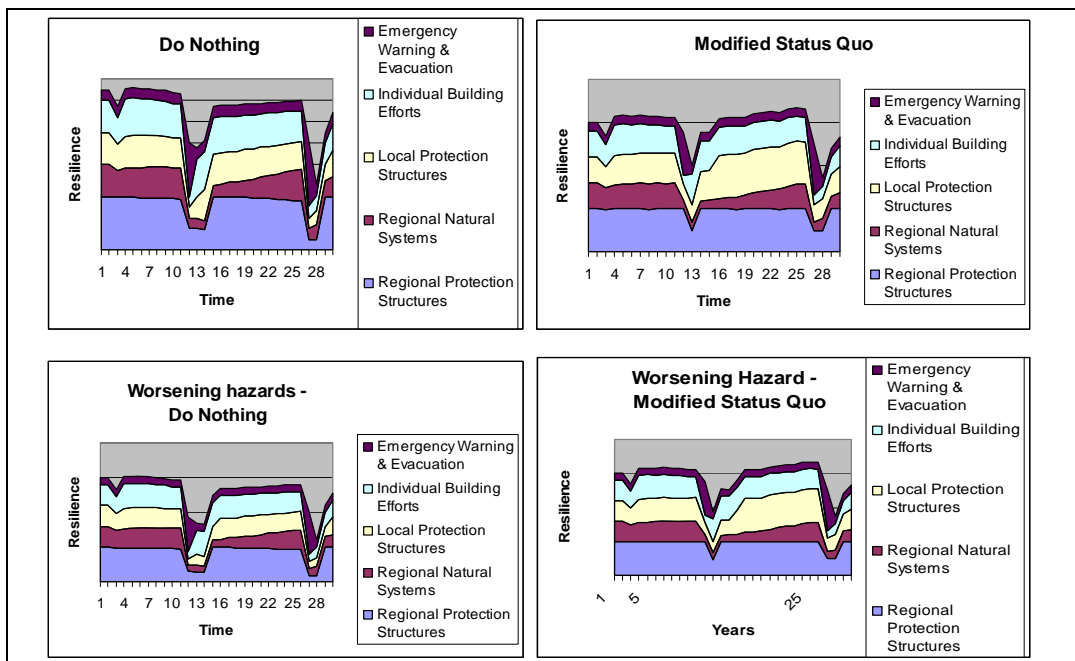 Do Nothing
Resilience
1 4 7 10 13 16 19 22 25 28
Time
Emergency
Warning &
Evacuation
Individual Building
Efforts
Local Protection
Structures
Regional Natural
Systems
Regional Protection
Structures
Modified Status Quo
Resilience
1 4 7 10 13 16 19 22 25 28
Time
Emergency Warning
& Evacuation
Individual Building
Efforts
Local Protection
Structures
Regional Natural
Systems
Regional Protection
Structures
Worsening hazards -
Do Nothing
Resilience
1 4 7 10 13 16 19 22 25 28
Time
Emergency Warning
& Evacuation
Individual Building
Efforts
Local Protection
Structures
Regional Natural
Systems
Regional Protection
Structures
Worsening Hazard -
Modified Status Quo
Resilience
1 5 25
Years
Emergency
Warning &
Evacuation
Individual Building
Efforts
Local Protection
Structures
Regional Natural
Systems
Regional
Protection
Structures